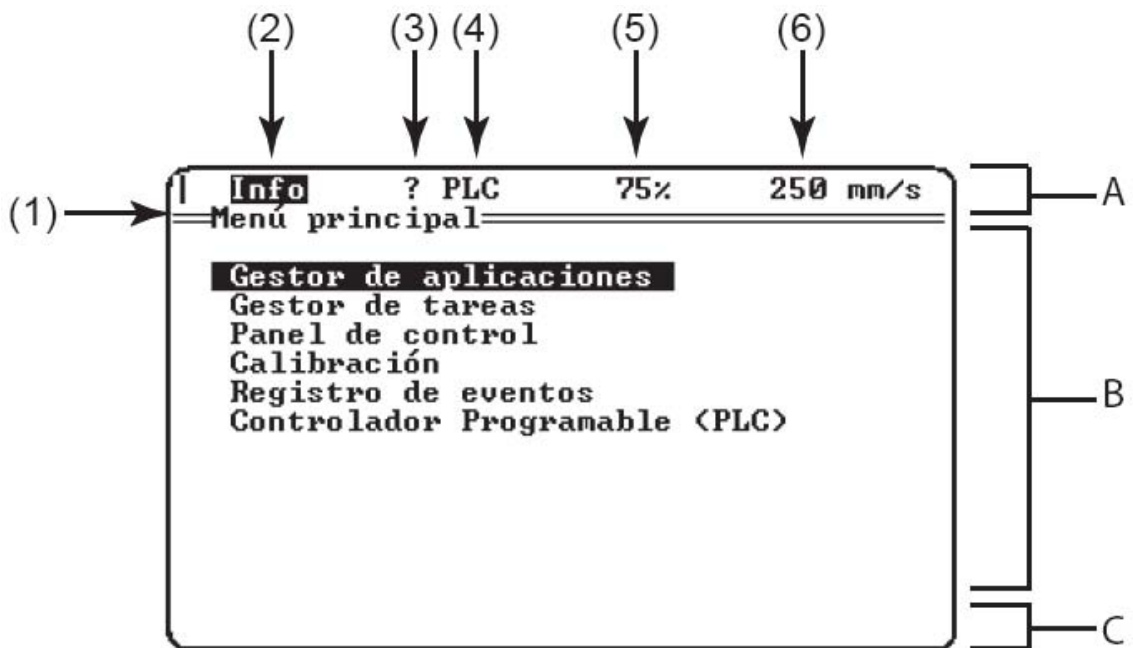 (2) (3) (4) (5) (6)
Info ? PLC 75% 250 mm/s A
(1) Menú principal
Gestor de aplicaciones
Gestor de tareas
Panel de control
Calibración
Registro de eventos B
Controlador Programable (PLC)
C